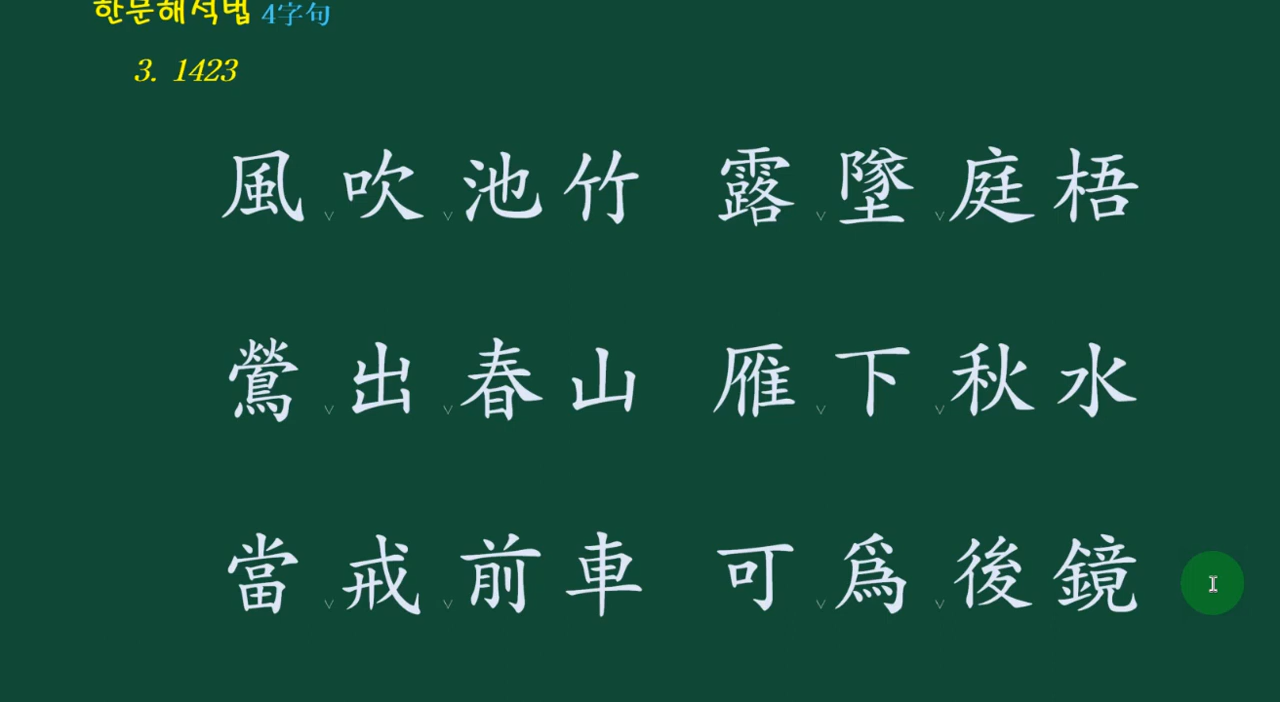 한문해석법 4字句
3. 1423
風∨吹∨池竹 露∨墜∨庭梧
鶯∨出∨春山 雁∨下∨秋水
當∨戒∨前車 可∨爲∨後鏡